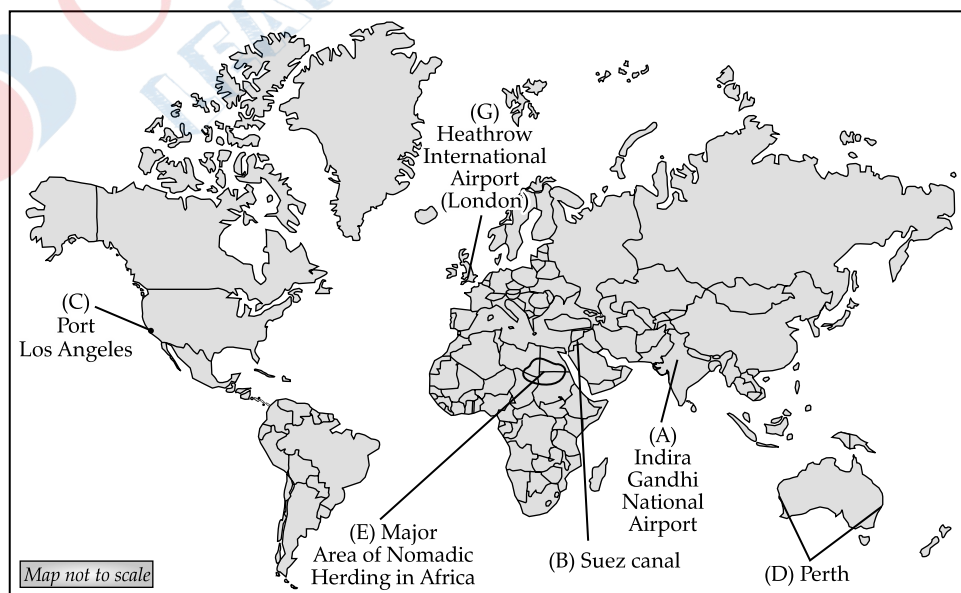 (G)
Heathrow
International
Airport
(London)
(C)
Port
Los Angeles
(A)
Indira
Gandhi
National
Airport
(E) Major
Area of Nomadic
Herding in Africa
(B) Suez canal
(D) Perth
Map not to scale